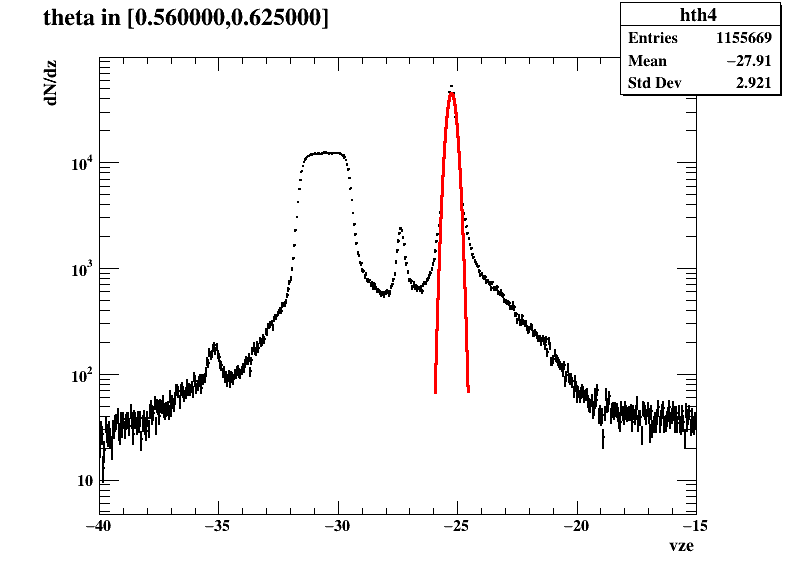 theta in [0.560000,0.625000]
hth4
Entries 1155669
Mean −27.91
Std Dev 2.921
dN/dz
10⁴
10³
10²
10
−40 −35 −30 −25 −20 −15
vze